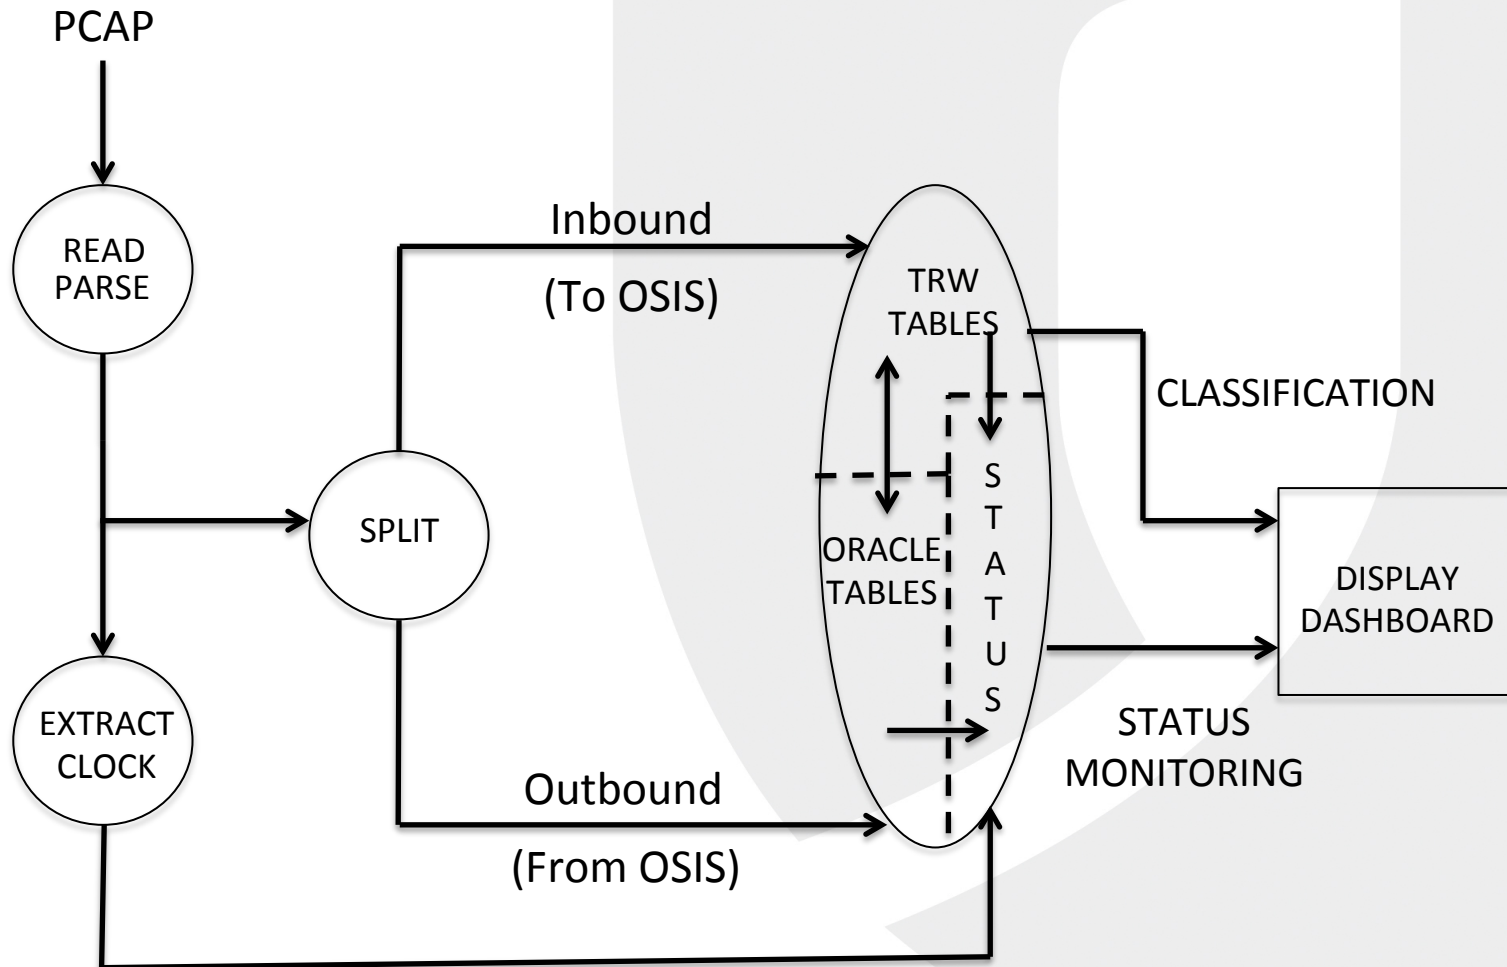 PCAP
READ
PARSE
Inbound
(To OSIS)
TRW
TABLES
CLASSIFICATION
SPLIT
ORACLE
TABLES
S
T
A
T
U
S
DISPLAY
DASHBOARD
EXTRACT
CLOCK
STATUS
MONITORING
Outbound
(From OSIS)